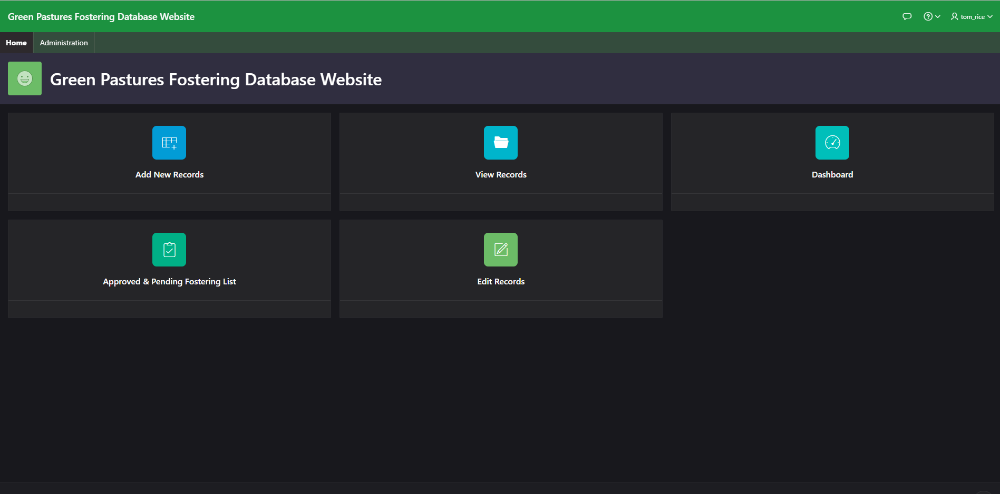 Green Pastures Fostering Database Website
tom_rice
Home
Administration
Green Pastures Fostering Database Website
Add New Records
View Records
Dashboard
Approved & Pending Fostering List
Edit Records